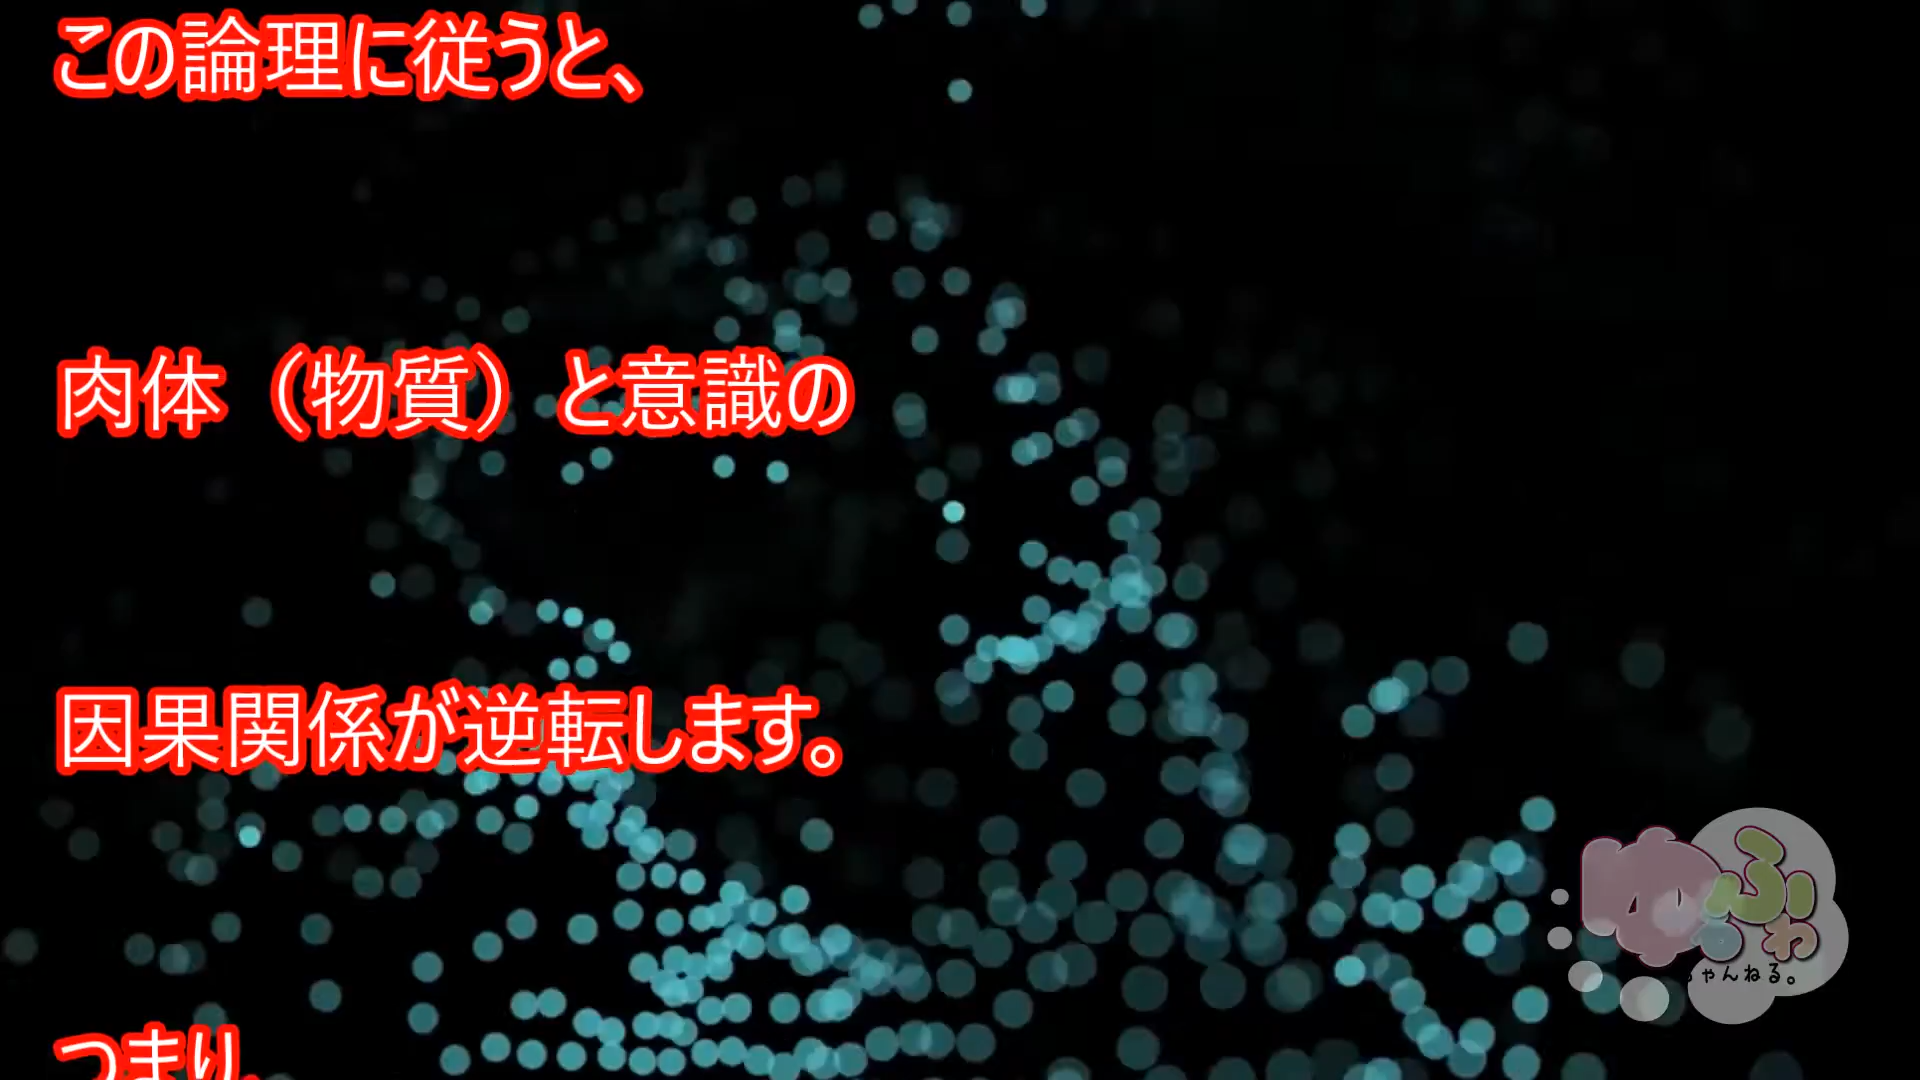 この論理に従うと、
肉体（物質）と意識の
因果関係が逆転します。
つまり、
ゆるふわ
ちゃんねる。